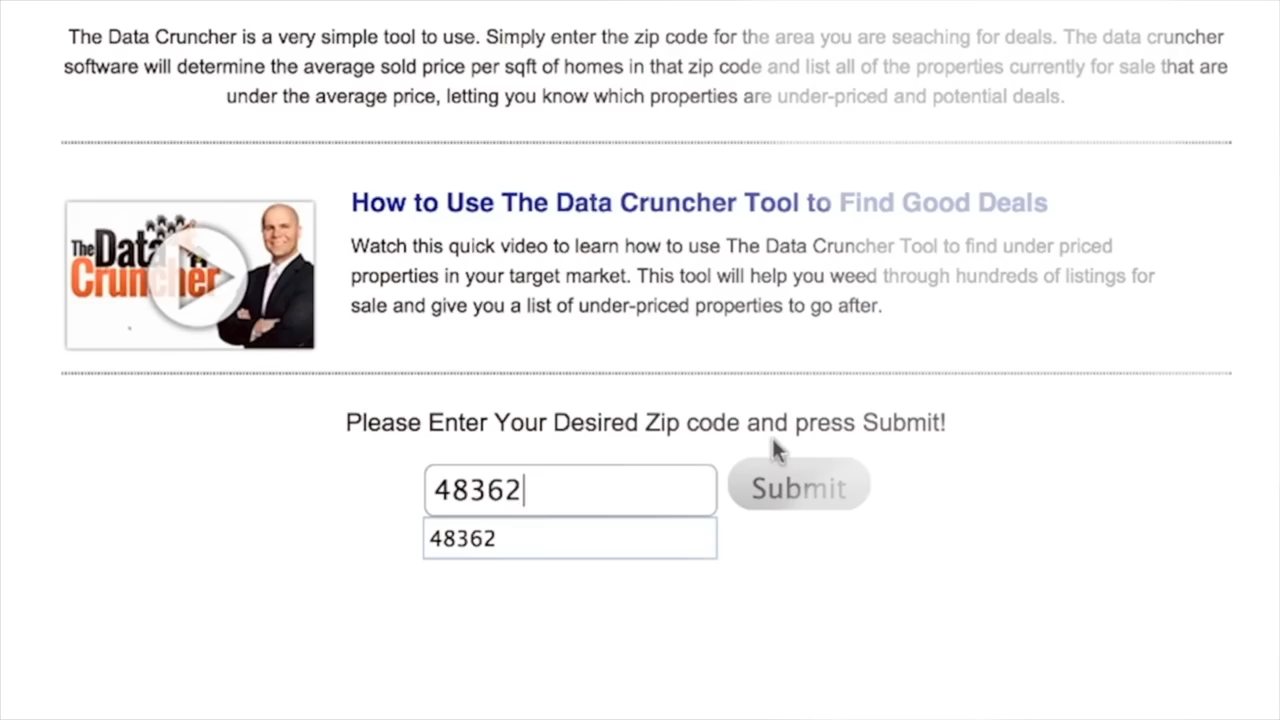 The Data Cruncher is a very simple tool to use. Simply enter the zip code for the area you are seaching for deals. The data cruncher
software will determine the average sold price per sqft of homes in that zip code and list all of the properties currently for sale that are
under the average price, letting you know which properties are under-priced and potential deals.
The Data
Cruncher
How to Use The Data Cruncher Tool to Find Good Deals
Watch this quick video to learn how to use The Data Cruncher Tool to find under priced
properties in your target market. This tool will help you weed through hundreds of listings for
sale and give you a list of under-priced properties to go after.
Please Enter Your Desired Zip code and press Submit!
48362 Submit
48362